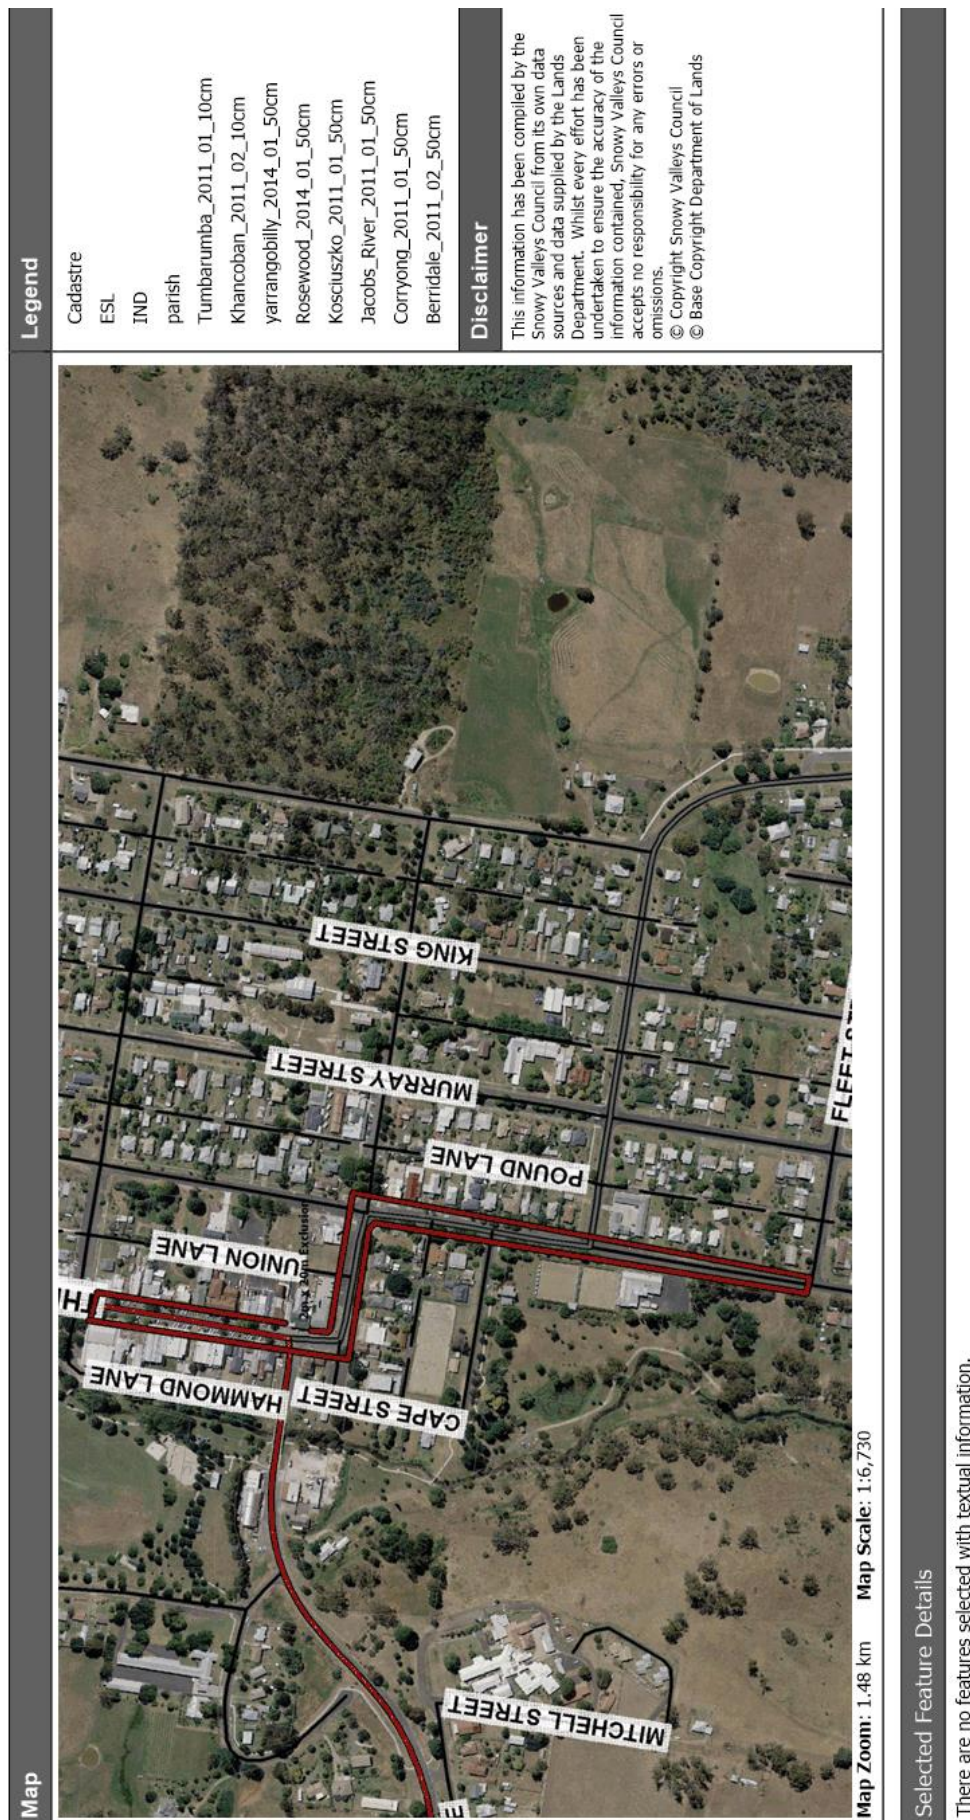 Map
Legend
Cadastre
ESL
IND
parish
Tumbarumba_2011_01_10cm
Khancoban_2011_02_10cm
yarrangobilly_2014_01_50cm
Rosewood_2014_01_50cm
Kosciuszko_2011_01_50cm
Jacobs_River_2011_01_50cm
Corryong_2011_01_50cm
Berridale_2011_02_50cm
Disclaimer
This information has been compiled by the
Snowy Valleys Council from its own data
sources and data supplied by the Lands
Department. Whilst every effort has been
undertaken to ensure the accuracy of the
information contained, Snowy Valleys Council
accepts no responsibility for any errors or
omissions.
© Copyright Snowy Valleys Council
© Base Copyright Department of Lands
KING STREET
MURRAY STREET
POUND LANE
UNION LANE
20m Exclusion
HAMMOND LANE
CAPE STREET
MITCHELL STREET
FLEET
Map Zoom: 1.48 km Map Scale: 1:6,730
Selected Feature Details
There are no features selected with textual information.